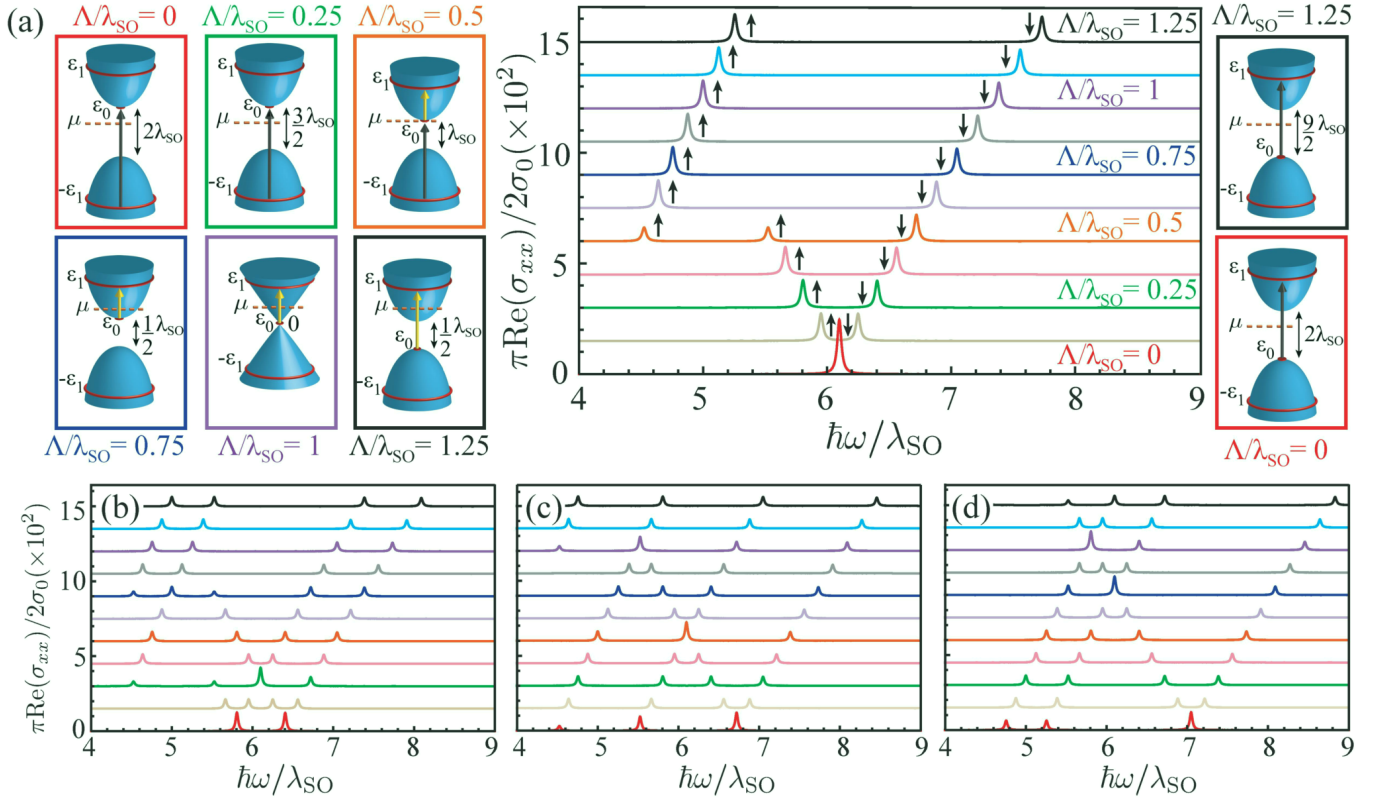 (a)
Λ/λSO= 0
Λ/λSO= 0.25
Λ/λSO= 0.5
ε1
ε0
μ
2λSO
-ε1
ε1
ε0
μ
3/2 λSO
-ε1
ε1
μ
ε0
λSO
-ε1
ε1
μ
ε0
1/2 λSO
-ε1
Λ/λSO= 0.75
ε1
μ
ε0
0
-ε1
Λ/λSO= 1
ε1
μ
ε0
1/2 λSO
-ε1
Λ/λSO= 1.25
πRe(σxx)/2σ0(×10²)
15
10
5
0
Λ/λSO= 1.25
Λ/λSO= 1
Λ/λSO= 0.75
Λ/λSO= 0.5
Λ/λSO= 0.25
Λ/λSO= 0
4 5 6 7 8 9
ħω/λSO
Λ/λSO= 1.25
ε1
μ
ε0
9/2 λSO
-ε1
ε1
μ
ε0
2λSO
-ε1
Λ/λSO= 0
πRe(σxx)/2σ0(×10²)
15
10
5
0
(b)
4 5 6 7 8 9
ħω/λSO
(c)
4 5 6 7 8 9
ħω/λSO
(d)
4 5 6 7 8 9
ħω/λSO